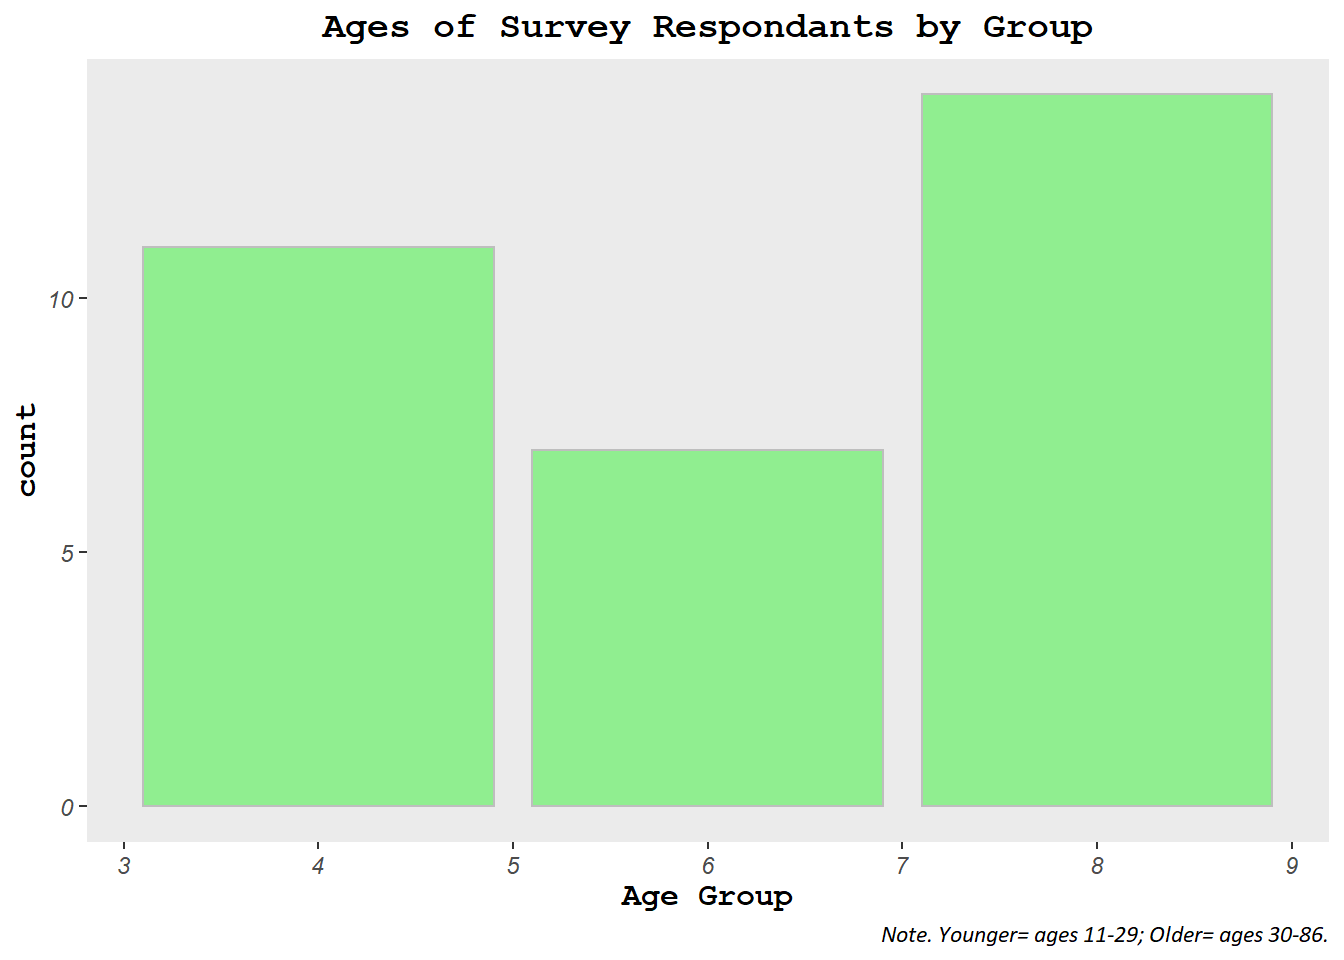 Ages of Survey Respondants by Group
10
5
0
count
3 4 5 6 7 8 9
Age Group
Note. Younger= ages 11-29; Older= ages 30-86.